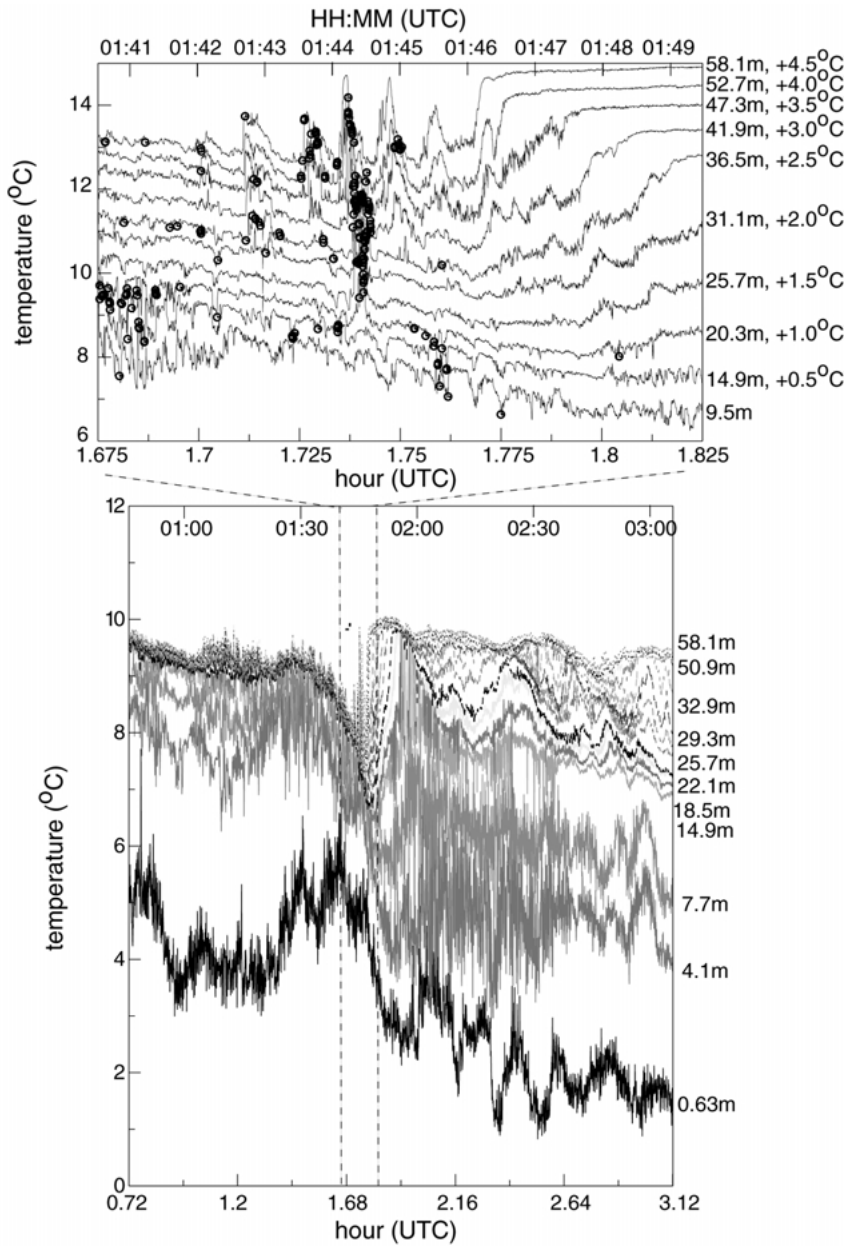 HH:MM (UTC)
01:41 01:42 01:43 01:44 01:45 01:46 01:47 01:48 01:49
14
12
10
8
6
temperature (°C)
58.1m, +4.5°C
52.7m, +4.0°C
47.3m, +3.5°C
41.9m, +3.0°C
36.5m, +2.5°C
31.1m, +2.0°C
25.7m, +1.5°C
20.3m, +1.0°C
14.9m, +0.5°C
9.5m
1.675 1.7 1.725 1.75 1.775 1.8 1.825
hour (UTC)
12
10
8
6
4
2
0
temperature (°C)
01:00 01:30 02:00 02:30 03:00
58.1m
50.9m
32.9m
29.3m
25.7m
22.1m
18.5m
14.9m
7.7m
4.1m
0.63m
0.72 1.2 1.68 2.16 2.64 3.12
hour (UTC)